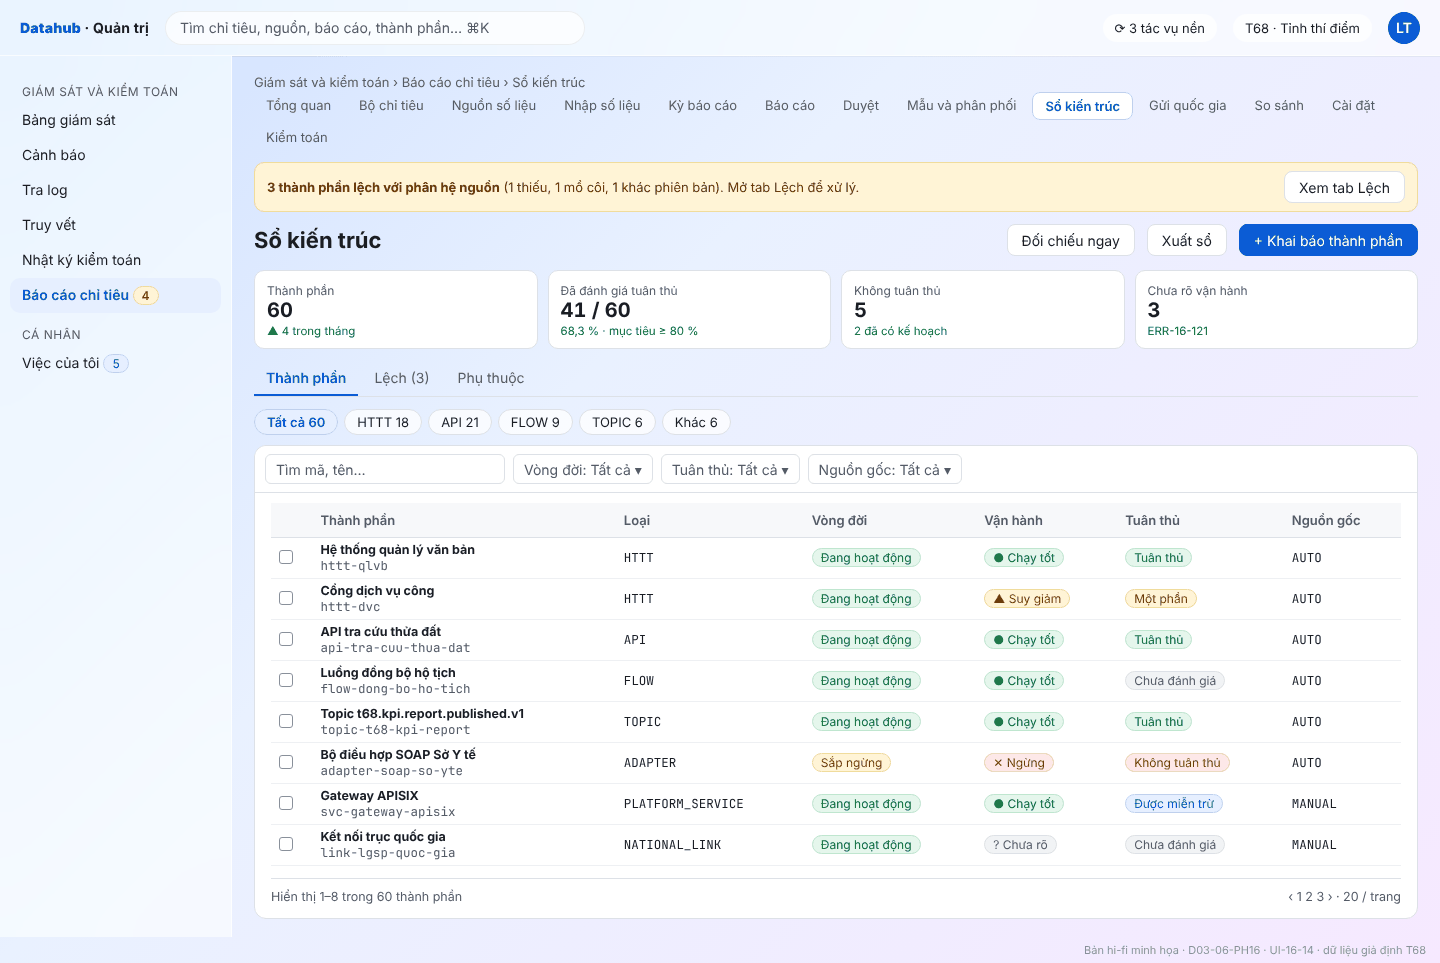 Datahub · Quản trị
Tìm chỉ tiêu, nguồn, báo cáo, thành phần... ⌘K
⟳ 3 tác vụ nền
T68 · Tỉnh thí điểm
LT
GIÁM SÁT VÀ KIỂM TOÁN
Bảng giám sát
Cảnh báo
Tra log
Truy vết
Nhật ký kiểm toán
Báo cáo chỉ tiêu 4
CÁ NHÂN
Việc của tôi 5
Giám sát và kiểm toán › Báo cáo chỉ tiêu › Sổ kiến trúc
Tổng quan Bộ chỉ tiêu Nguồn số liệu Nhập số liệu Kỳ báo cáo Báo cáo Duyệt Mẫu và phân phối Sổ kiến trúc Gửi quốc gia So sánh Cài đặt
Kiểm toán
3 thành phần lệch với phân hệ nguồn (1 thiếu, 1 mồ côi, 1 khác phiên bản). Mở tab Lệch để xử lý.
Xem tab Lệch
Sổ kiến trúc
Đối chiếu ngay
Xuất sổ
+ Khai báo thành phần
Thành phần
60
▲ 4 trong tháng
Đã đánh giá tuân thủ
41 / 60
68,3 % · mục tiêu ≥ 80 %
Không tuân thủ
5
2 đã có kế hoạch
Chưa rõ vận hành
3
ERR-16-121
Thành phần Lệch (3) Phụ thuộc
Tất cả 60 HTTT 18 API 21 FLOW 9 TOPIC 6 Khác 6
Tìm mã, tên... Vòng đời: Tất cả ▾ Tuân thủ: Tất cả ▾ Nguồn gốc: Tất cả ▾
Thành phần Loại Vòng đời Vận hành Tuân thủ Nguồn gốc
Hệ thống quản lý văn bản
httt-qlvb
HTTT Đang hoạt động ● Chạy tốt Tuân thủ AUTO
Cổng dịch vụ công
httt-dvc
HTTT Đang hoạt động ▲ Suy giảm Một phần AUTO
API tra cứu thửa đất
api-tra-cuu-thua-dat
API Đang hoạt động ● Chạy tốt Tuân thủ AUTO
Luồng đồng bộ hộ tịch
flow-dong-bo-ho-tich
FLOW Đang hoạt động ● Chạy tốt Chưa đánh giá AUTO
Topic t68.kpi.report.published.v1
topic-t68-kpi-report
TOPIC Đang hoạt động ● Chạy tốt Tuân thủ AUTO
Bộ điều hợp SOAP Sở Y tế
adapter-soap-so-yte
ADAPTER Sắp ngừng ✕ Ngừng Không tuân thủ AUTO
Gateway APISIX
svc-gateway-apisix
PLATFORM_SERVICE Đang hoạt động ● Chạy tốt Được miễn trừ MANUAL
Kết nối trục quốc gia
link-lgsp-quoc-gia
NATIONAL_LINK Đang hoạt động ? Chưa rõ Chưa đánh giá MANUAL
Hiển thị 1–8 trong 60 thành phần
‹ 1 2 3 › · 20 / trang
Bản hi-fi minh họa · D03-06-PH16 · UI-16-14 · dữ liệu giả định T68